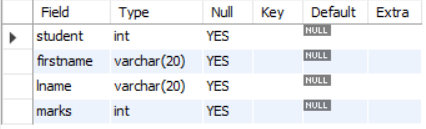 Field Type Null Key Default Extra
student int YES NULL
firstname varchar(20) YES NULL
lname varchar(20) YES NULL
marks int YES NULL